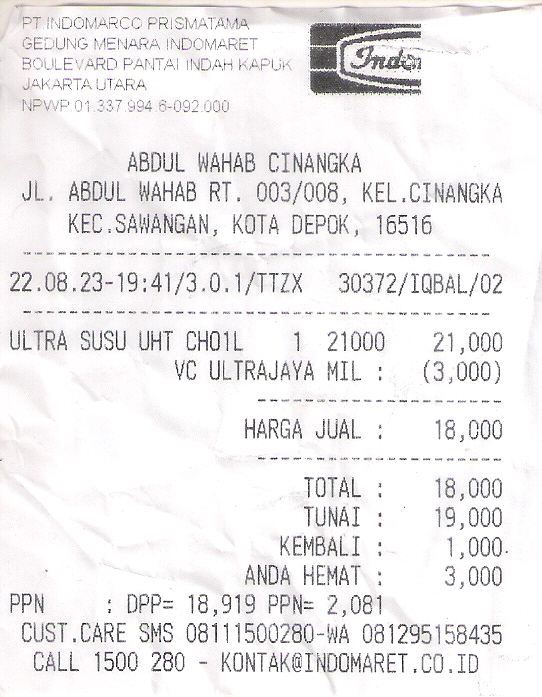 PT INDOMARCO PRISMATAMA
GEDUNG MENARA INDOMARET
BOULEVARD PANTAI INDAH KAPUK
JAKARTA UTARA
NPWP 01.337.994.6-092.000
Indo
ABDUL WAHAB CINANGKA
JL. ABDUL WAHAB RT. 003/008, KEL.CINANGKA
KEC.SAWANGAN, KOTA DEPOK, 16516
22.08.23-19:41/3.0.1/TTZX 30372/IQBAL/02
ULTRA SUSU UHT CHO1L 1 21000 21,000
VC ULTRAJAYA MIL : (3,000)
HARGA JUAL : 18,000
TOTAL : 18,000
TUNAI : 19,000
KEMBALI : 1,000
ANDA HEMAT : 3,000
PPN : DPP= 18,919 PPN= 2,081
CUST.CARE SMS 08111500280-WA 081295158435
CALL 1500 280 - KONTAK@INDOMARET.CO.ID